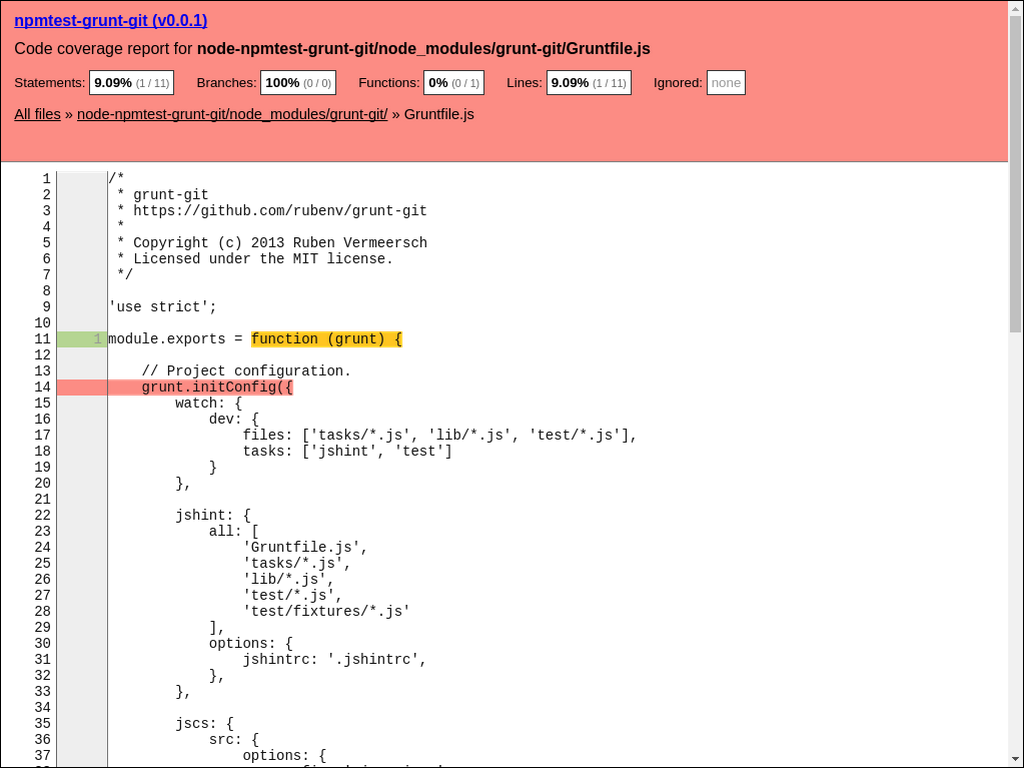 npmtest-grunt-git (v0.0.1)
Code coverage report for node-npmtest-grunt-git/node_modules/grunt-git/Gruntfile.js
Statements: 9.09% (1 / 11) Branches: 100% (0 / 0) Functions: 0% (0 / 1) Lines: 9.09% (1 / 11) Ignored: none
All files » node-npmtest-grunt-git/node_modules/grunt-git/ » Gruntfile.js
1 /*
2  * grunt-git
3  * https://github.com/rubenv/grunt-git
4  *
5  * Copyright (c) 2013 Ruben Vermeersch
6  * Licensed under the MIT license.
7  */
8
9 'use strict';
10
11 1 module.exports = function (grunt) {
12
13     // Project configuration.
14     grunt.initConfig({
15         watch: {
16             dev: {
17                 files: ['tasks/*.js', 'lib/*.js', 'test/*.js'],
18                 tasks: ['jshint', 'test']
19             }
20         },
21
22         jshint: {
23             all: [
24                 'Gruntfile.js',
25                 'tasks/*.js',
26                 'lib/*.js',
27                 'test/*.js',
28                 'test/fixtures/*.js'
29             ],
30             options: {
31                 jshintrc: '.jshintrc',
32             },
33         },
34
35         jscs: {
36             src: {
37                 options: {